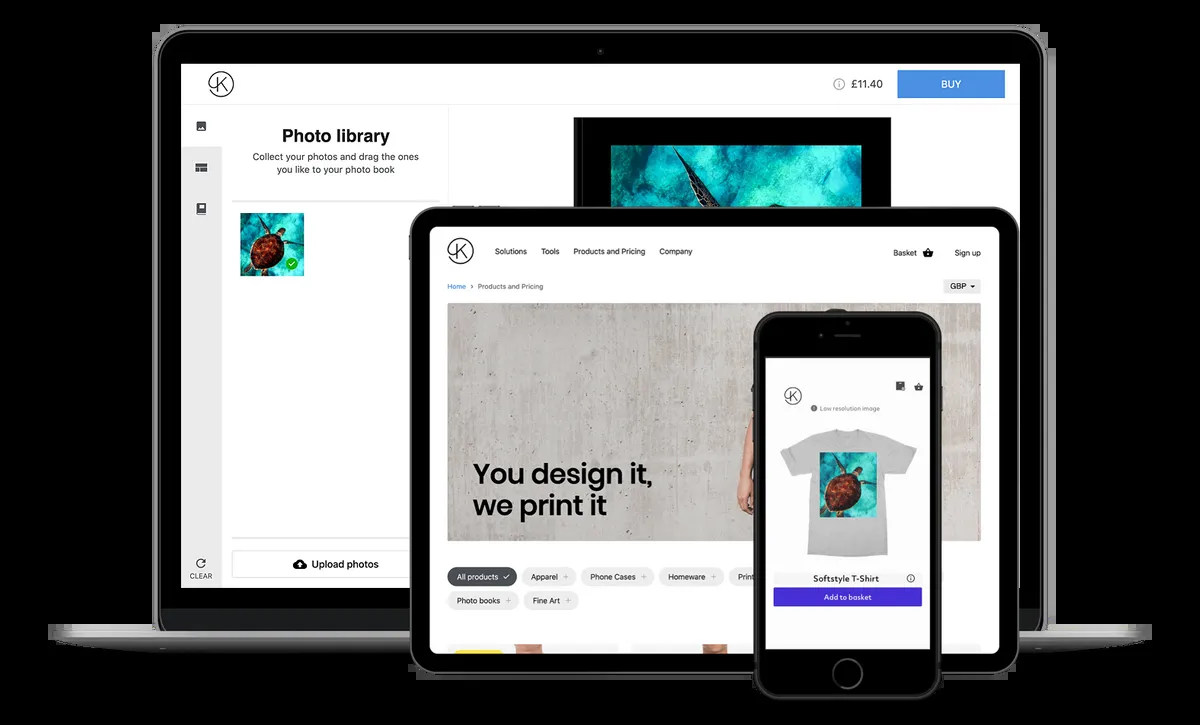 K
£11.40
BUY
Photo library
Collect your photos and drag the ones
you like to your photo book
CLEAR
Upload photos
K
Solutions Tools Products and Pricing Company
Basket Sign up
Home > Products and Pricing
GBP
You design it,
we print it
All products Apparel + Phone Cases + Homeware + Print
Photo books + Fine Art +
K
Low resolution image
Softstyle T-Shirt
Add to basket